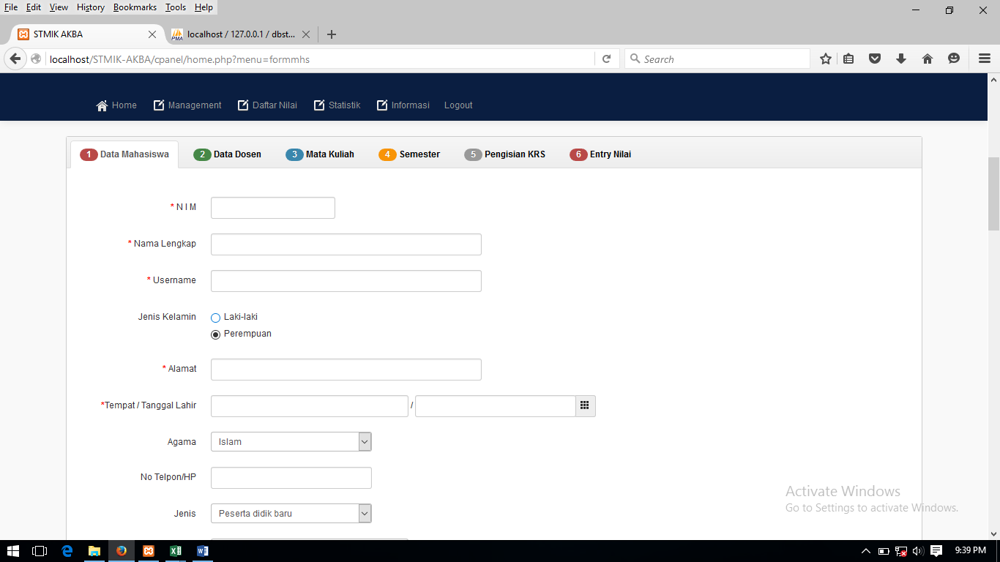 File Edit View History Bookmarks Tools Help
STMIK AKBA
localhost / 127.0.0.1 / dbst...
localhost/STMIK-AKBA/cpanel/home.php?menu=formmhs
Search
Home Management Daftar Nilai Statistik Informasi Logout
1 Data Mahasiswa 2 Data Dosen 3 Mata Kuliah 4 Semester 5 Pengisian KRS 6 Entry Nilai
* N I M
* Nama Lengkap
* Username
Jenis Kelamin Laki-laki
Perempuan
* Alamat
*Tempat / Tanggal Lahir /
Agama Islam
No Telpon/HP
Jenis Peserta didik baru
Activate Windows
Go to Settings to activate Windows.
9:39 PM